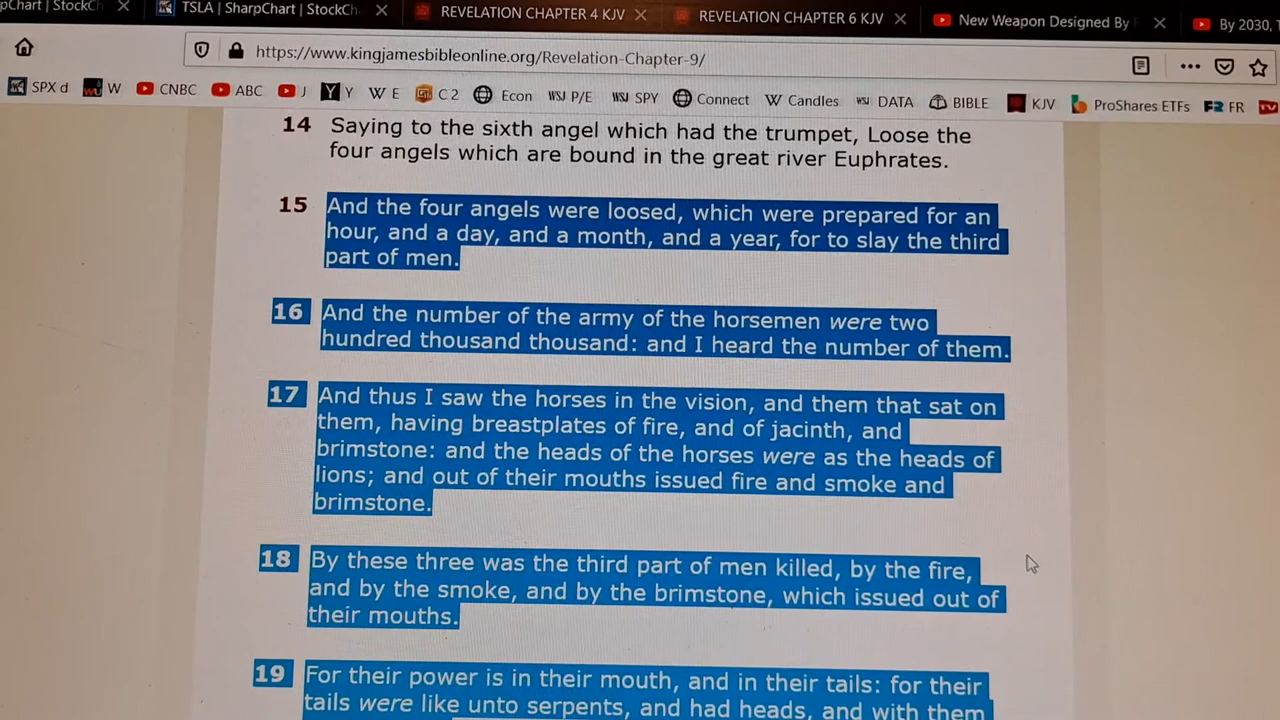 pChart | StockCh
TSLA | SharpChart | StockCh
REVELATION CHAPTER 4 KJV
REVELATION CHAPTER 6 KJV
New Weapon Designed By
By 2030,
https://www.kingjamesbibleonline.org/Revelation-Chapter-9/
SPX d W CNBC ABC J Y Y W E C 2 Econ WSJ P/E WSJ SPY Connect W Candles WSJ DATA BIBLE KJV ProShares ETFs FR
14 Saying to the sixth angel which had the trumpet, Loose the
four angels which are bound in the great river Euphrates.
15 And the four angels were loosed, which were prepared for an
hour, and a day, and a month, and a year, for to slay the third
part of men.
16 And the number of the army of the horsemen were two
hundred thousand thousand: and I heard the number of them.
17 And thus I saw the horses in the vision, and them that sat on
them, having breastplates of fire, and of jacinth, and
brimstone: and the heads of the horses were as the heads of
lions; and out of their mouths issued fire and smoke and
brimstone.
18 By these three was the third part of men killed, by the fire,
and by the smoke, and by the brimstone, which issued out of
their mouths.
19 For their power is in their mouth, and in their tails: for their
tails were like unto serpents, and had heads, and with them